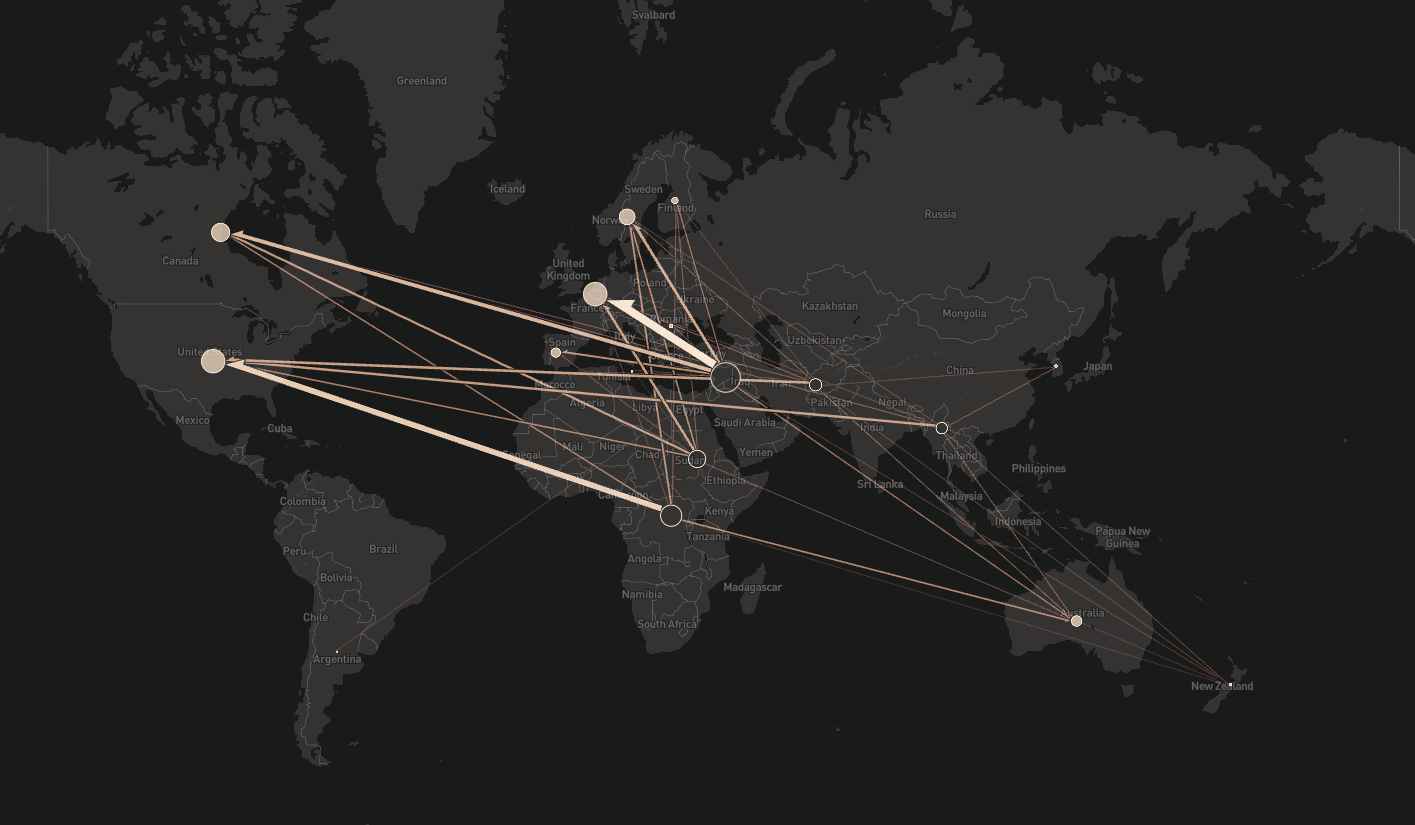 Svalbard
Greenland
Iceland
Sweden
Finland
Norw
Russia
Canada
United
Kingdom
Poland
France
Ukraine
Kazakhstan
Mongolia
Romania
Italy
Uzbekistan
Spain
United States
Greece
China
Japan
Tunisia
Iraq
Iran
Morocco
Algeria
Libya
Egypt
Pakistan
Nepal
Mexico
Cuba
Saudi Arabia
India
Mali
Niger
Chad
Yemen
Senegal
Sudan
Thailand
Philippines
Ethiopia
Sri Lanka
Cameroon
Malaysia
Colombia
Kenya
Indonesia
Papua New
Guinea
Tanzania
Peru
Brazil
Angola
Bolivia
Madagascar
Namibia
Chile
South Africa
Australia
Argentina
New Zealand